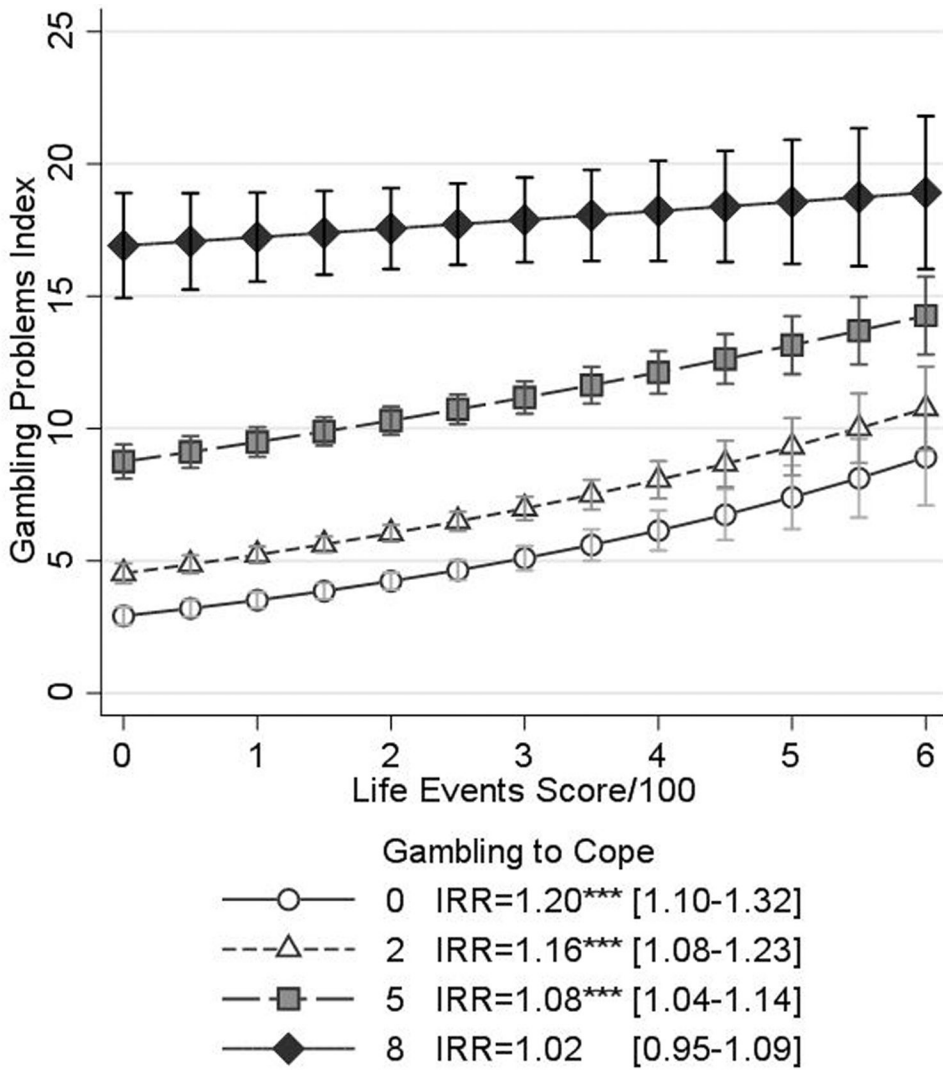 25
20
15
10
5
0
Gambling Problems Index
0 1 2 3 4 5 6
Life Events Score/100
Gambling to Cope
0 IRR=1.20*** [1.10-1.32]
2 IRR=1.16*** [1.08-1.23]
5 IRR=1.08*** [1.04-1.14]
8 IRR=1.02 [0.95-1.09]